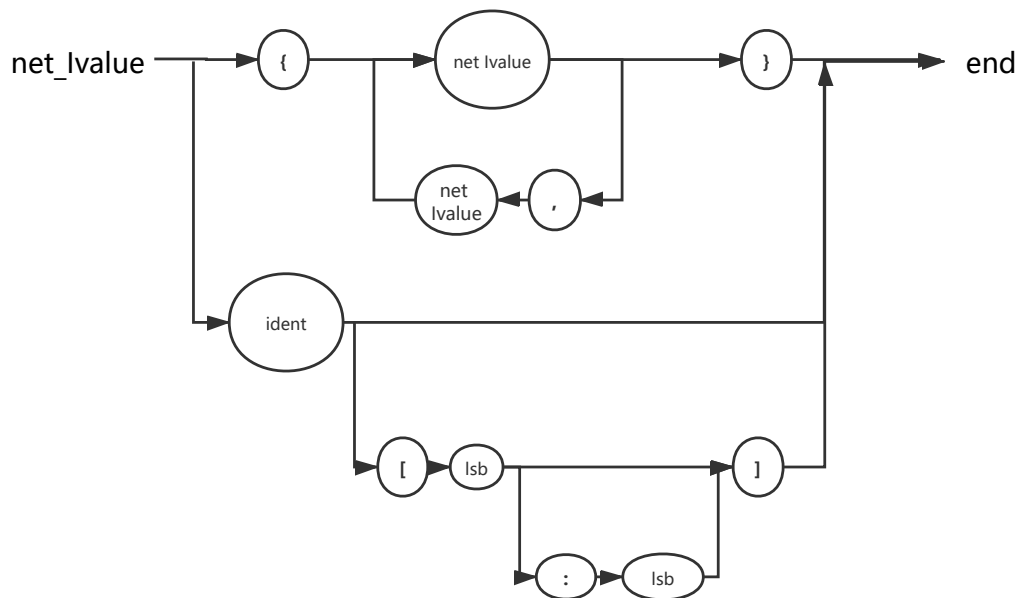 net_lvalue
{
net lvalue
}
end
net
lvalue
,
ident
[
lsb
]
:
lsb